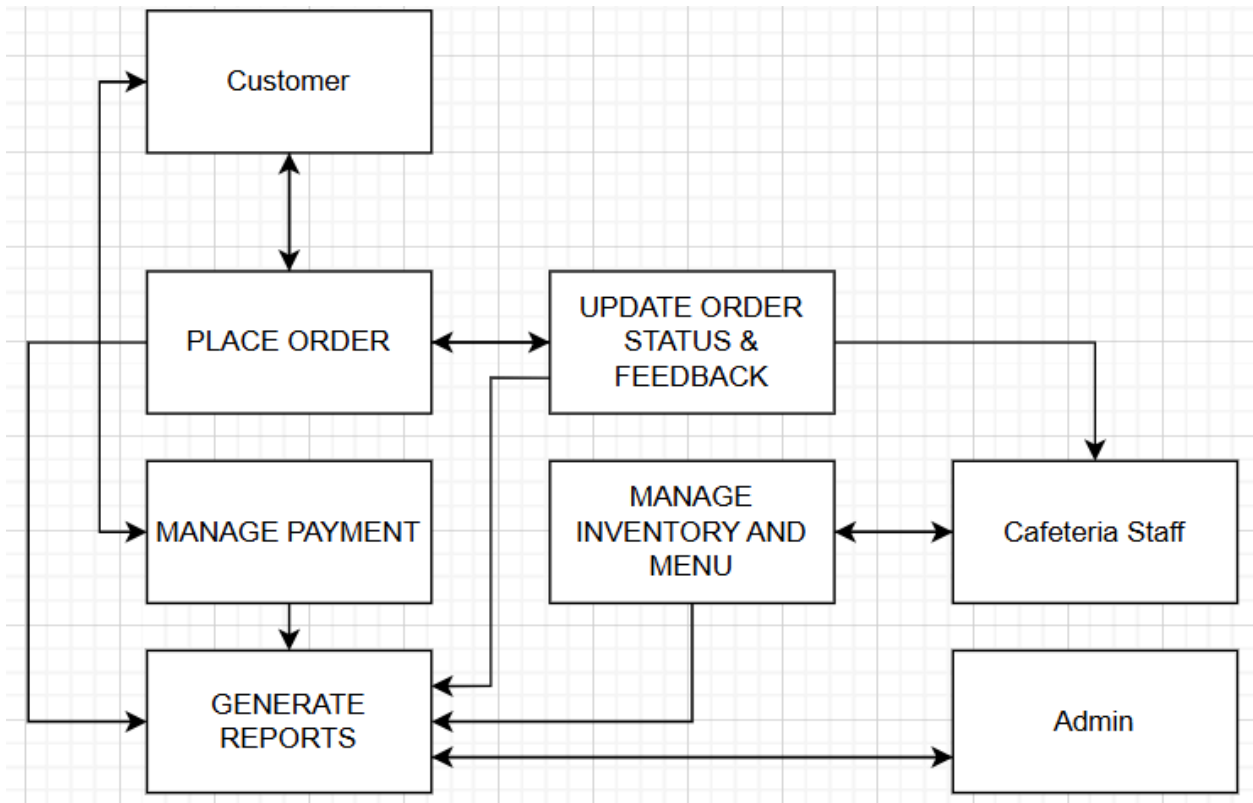 Customer
PLACE ORDER
UPDATE ORDER
STATUS &
FEEDBACK
MANAGE PAYMENT
MANAGE
INVENTORY AND
MENU
Cafeteria Staff
GENERATE
REPORTS
Admin